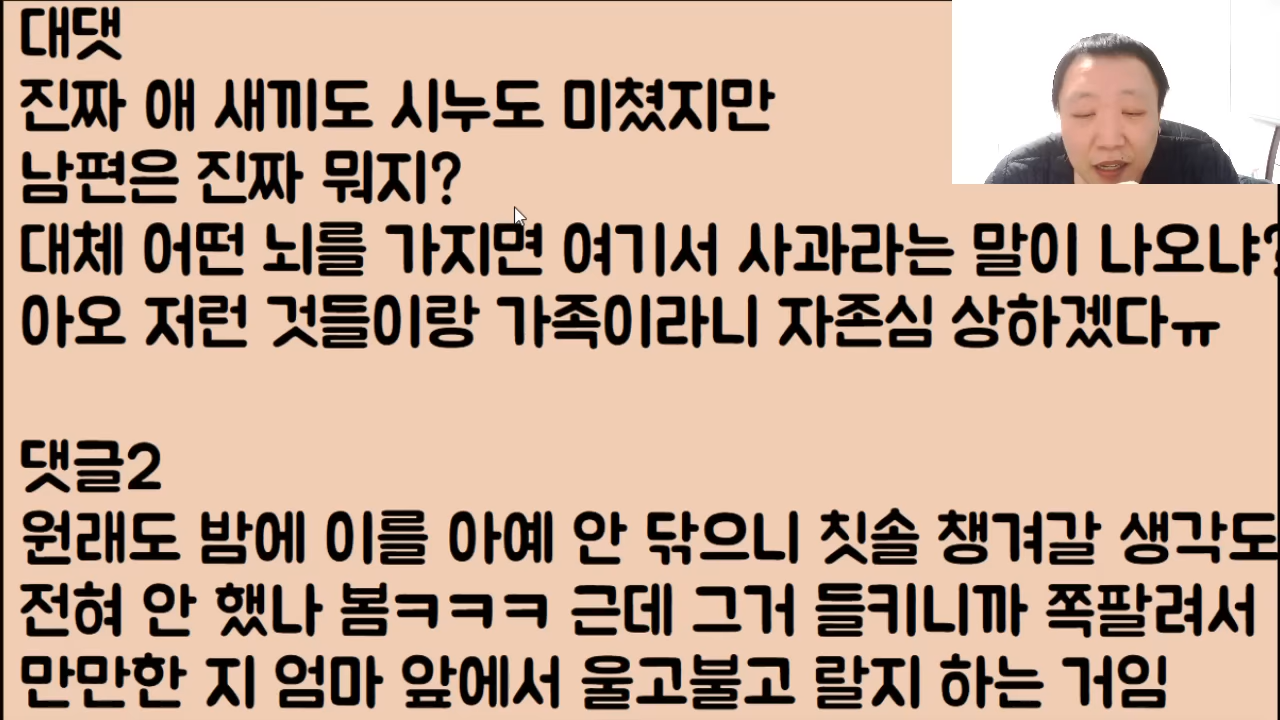 대댓
진짜 애 새끼도 시누도 미쳤지만
남편은 진짜 뭐지?
대체 어떤 뇌를 가지면 여기서 사과라는 말이 나오냐?
아오 저런 것들이랑 가족이라니 자존심 상하겠다ㅠ
댓글2
원래도 밤에 이를 아예 안 닦으니 칫솔 챙겨갈 생각도
전혀 안 했나 봄ㅋㅋㅋ 근데 그거 들키니까 쪽팔려서
만만한 지 엄마 앞에서 울고불고 랄지 하는 거임